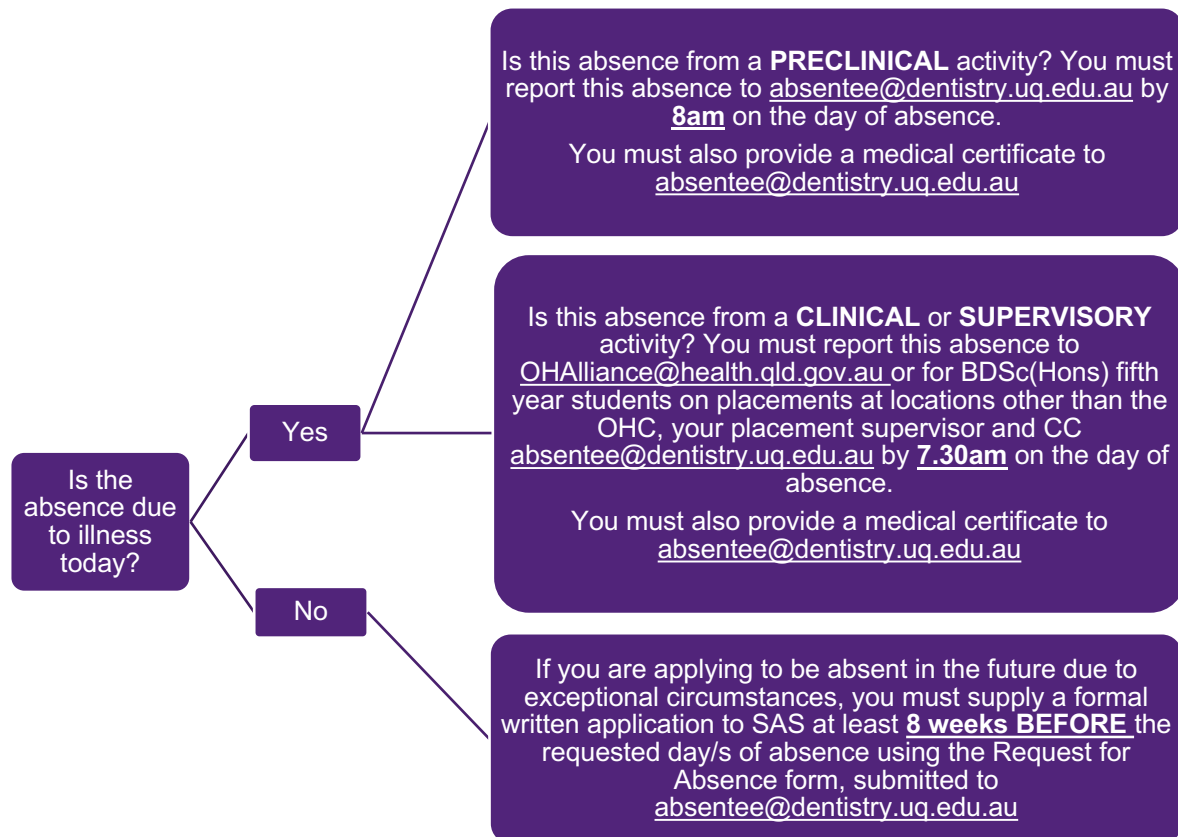 Is the
absence due
to illness
today?
Yes
No
Is this absence from a PRECLINICAL activity? You must
report this absence to absentee@dentistry.uq.edu.au by
8am on the day of absence.
You must also provide a medical certificate to
absentee@dentistry.uq.edu.au
Is this absence from a CLINICAL or SUPERVISORY
activity? You must report this absence to
OHAlliance@health.qld.gov.au or for BDSc(Hons) fifth
year students on placements at locations other than the
OHC, your placement supervisor and CC
absentee@dentistry.uq.edu.au by 7.30am on the day of
absence.
You must also provide a medical certificate to
absentee@dentistry.uq.edu.au
If you are applying to be absent in the future due to
exceptional circumstances, you must supply a formal
written application to SAS at least 8 weeks BEFORE the
requested day/s of absence using the Request for
Absence form, submitted to
absentee@dentistry.uq.edu.au